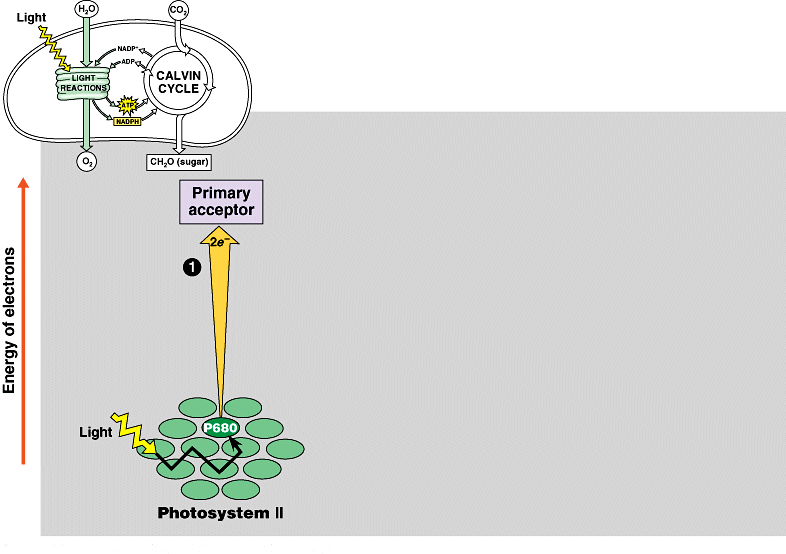 Light
H₂O
CO₂
NADP⁺
ADP
LIGHT
REACTIONS
CALVIN
CYCLE
ATP
NADPH
O₂
CH₂O (sugar)
Primary
acceptor
2e⁻
1
Energy of electrons
P680
Light
Photosystem II